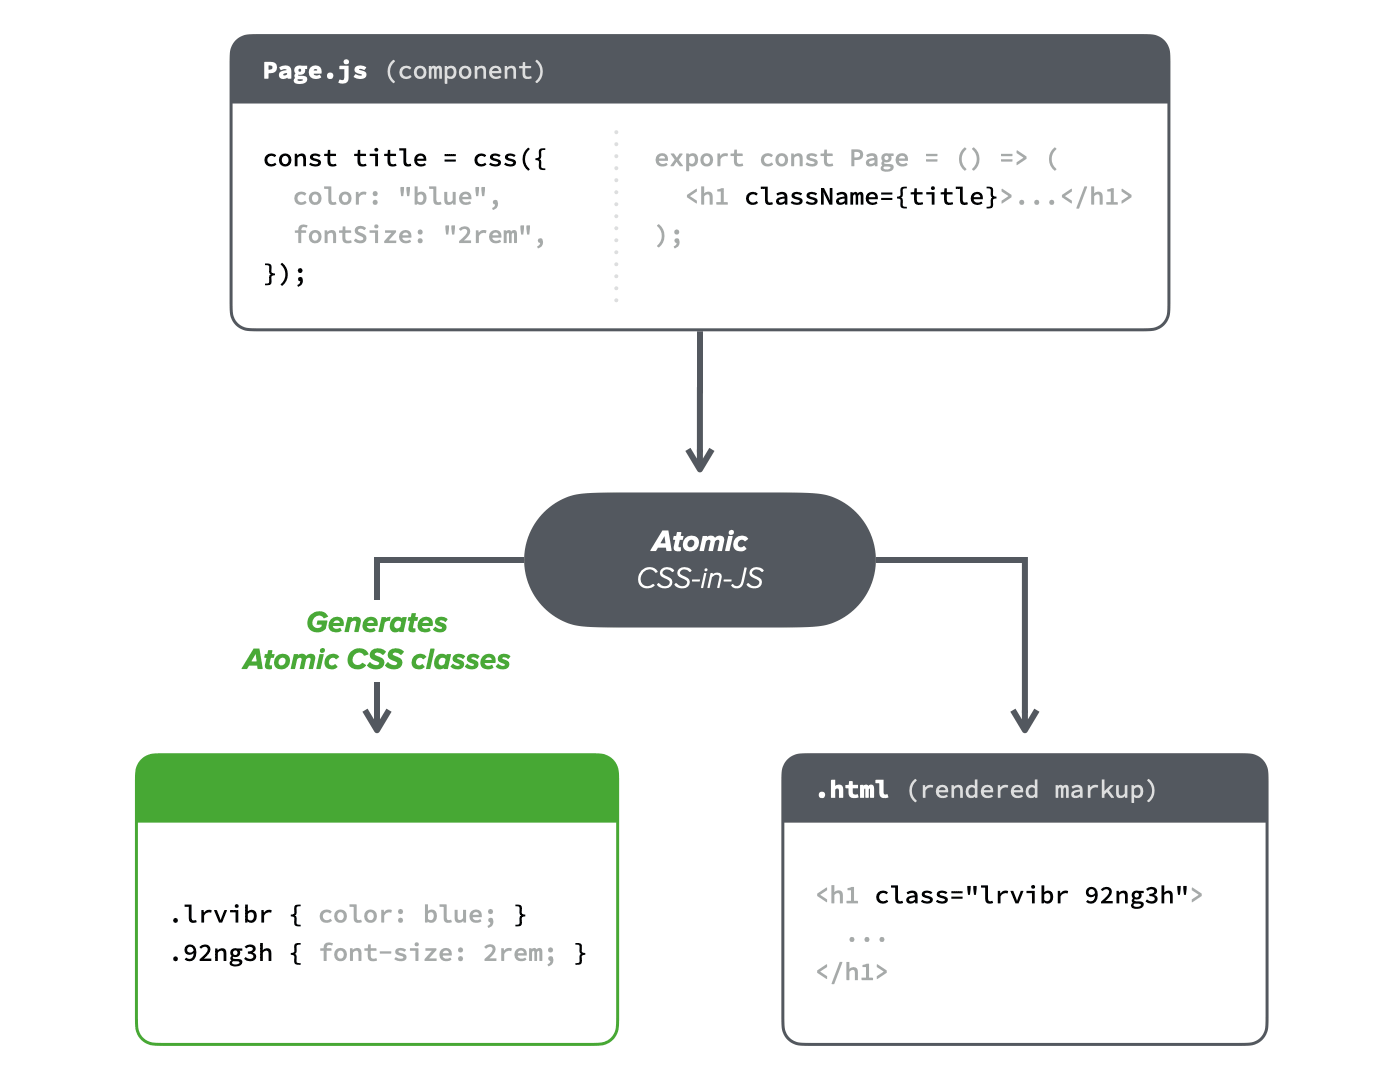 Page.js (component)
const title = css({
color: "blue",
fontSize: "2rem",
});
export const Page = () => (
<h1 className={title}>...</h1>
);
Atomic
CSS-in-JS
Generates
Atomic CSS classes
.lrvibr { color: blue; }
.92ng3h { font-size: 2rem; }
.html (rendered markup)
<h1 class="lrvibr 92ng3h">
...
</h1>